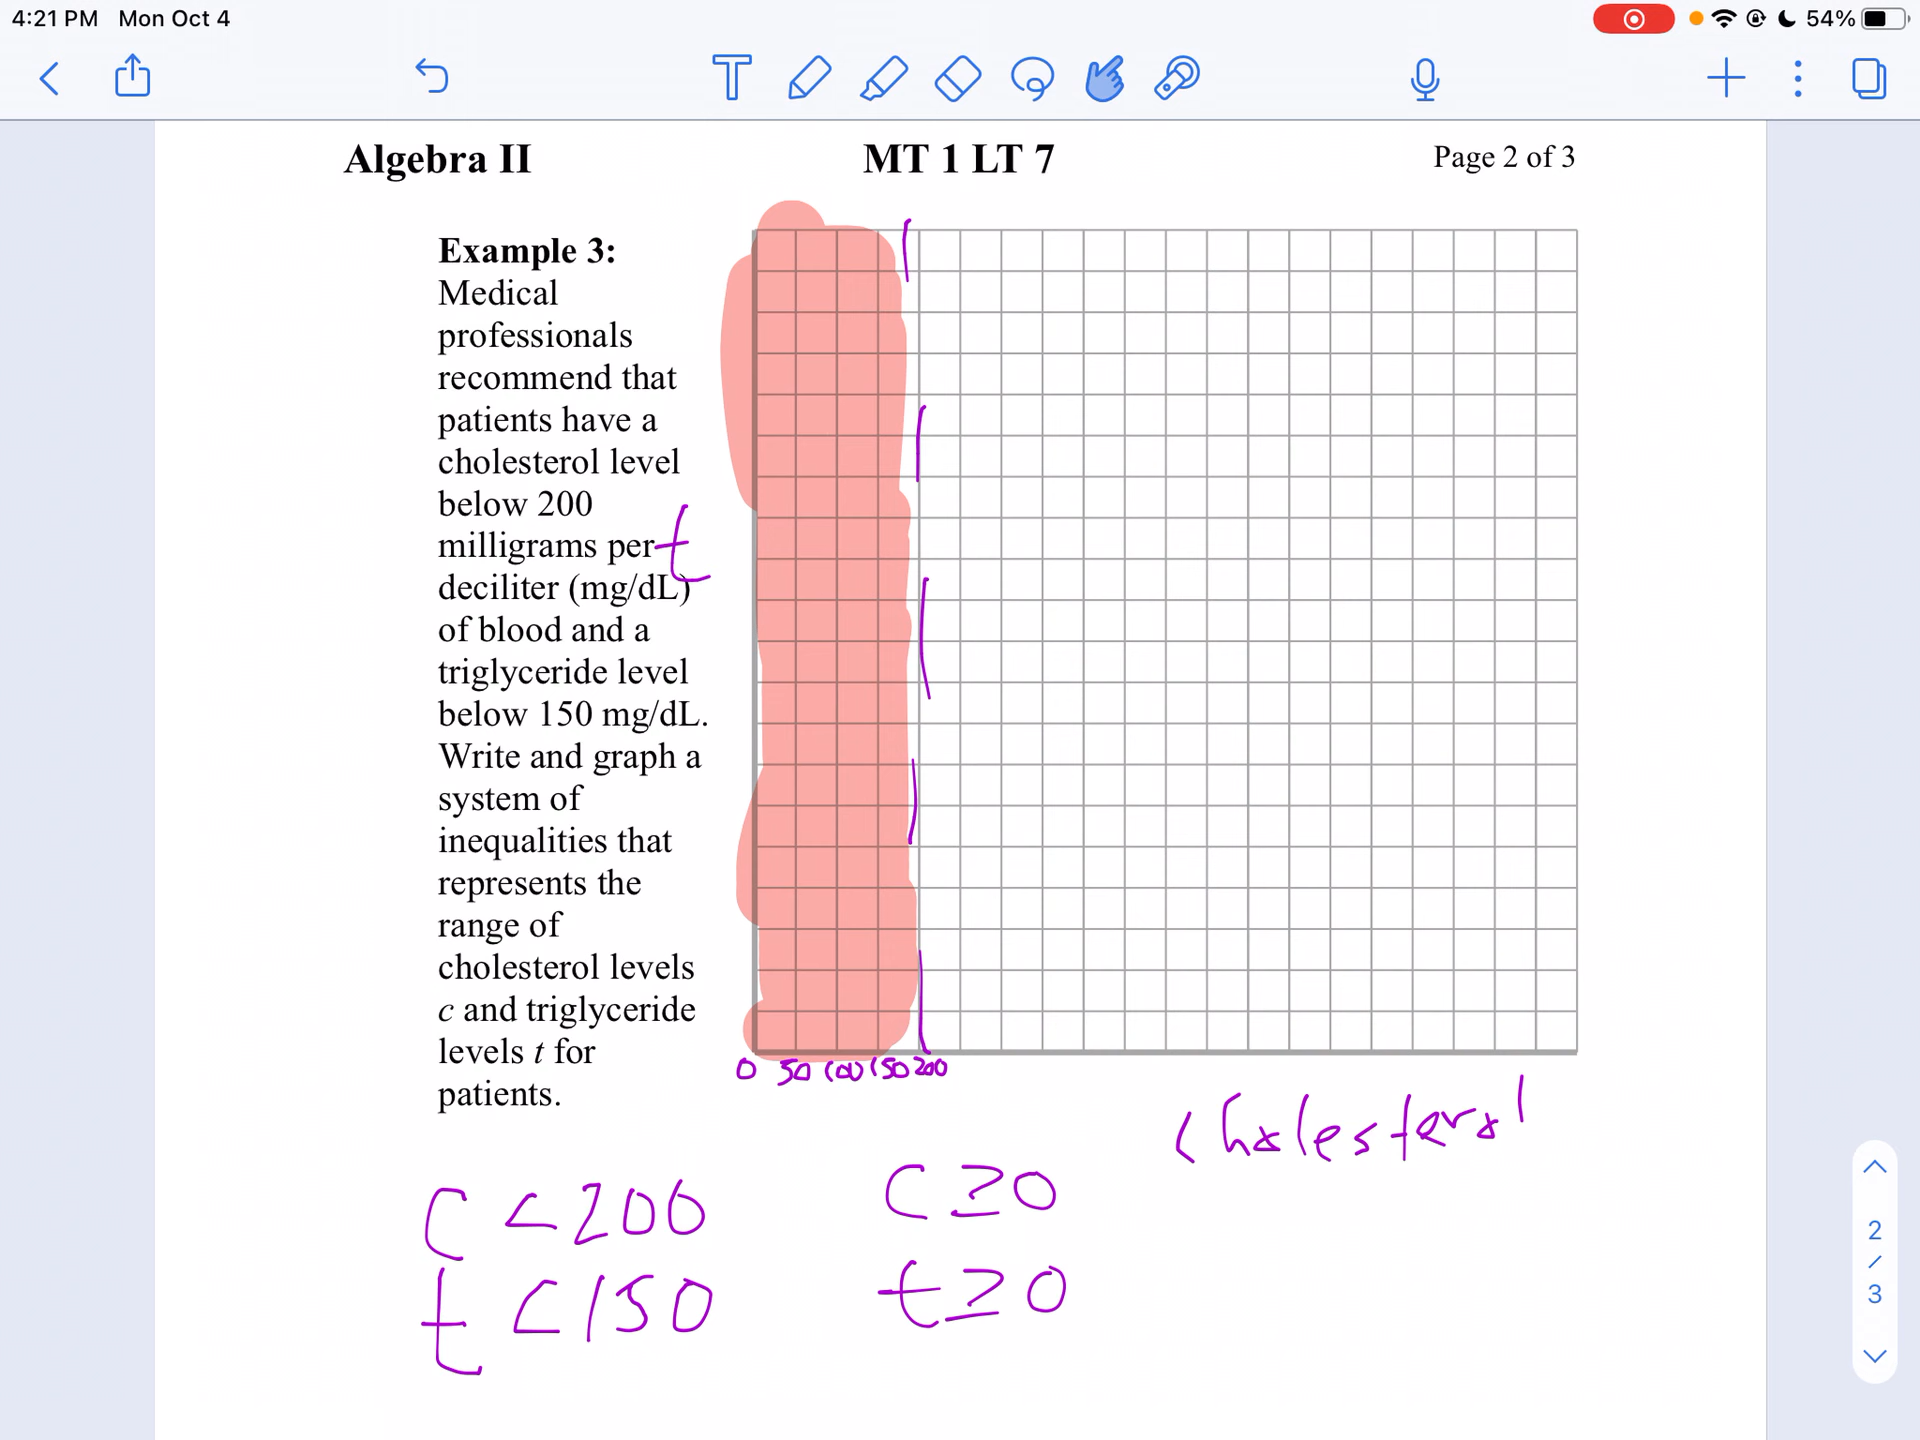 4:21 PM Mon Oct 4
54%
Algebra II
MT 1 LT 7
Page 2 of 3
Example 3:
Medical
professionals
recommend that
patients have a
cholesterol level
below 200
milligrams per
t
deciliter (mg/dL)
of blood and a
triglyceride level
below 150 mg/dL.
Write and graph a
system of
inequalities that
represents the
range of
cholesterol levels
c and triglyceride
levels t for
patients.
0 50 100 150 200
cholesterol
c < 200
c ≥ 0
t < 150
t ≥ 0
2
/
3